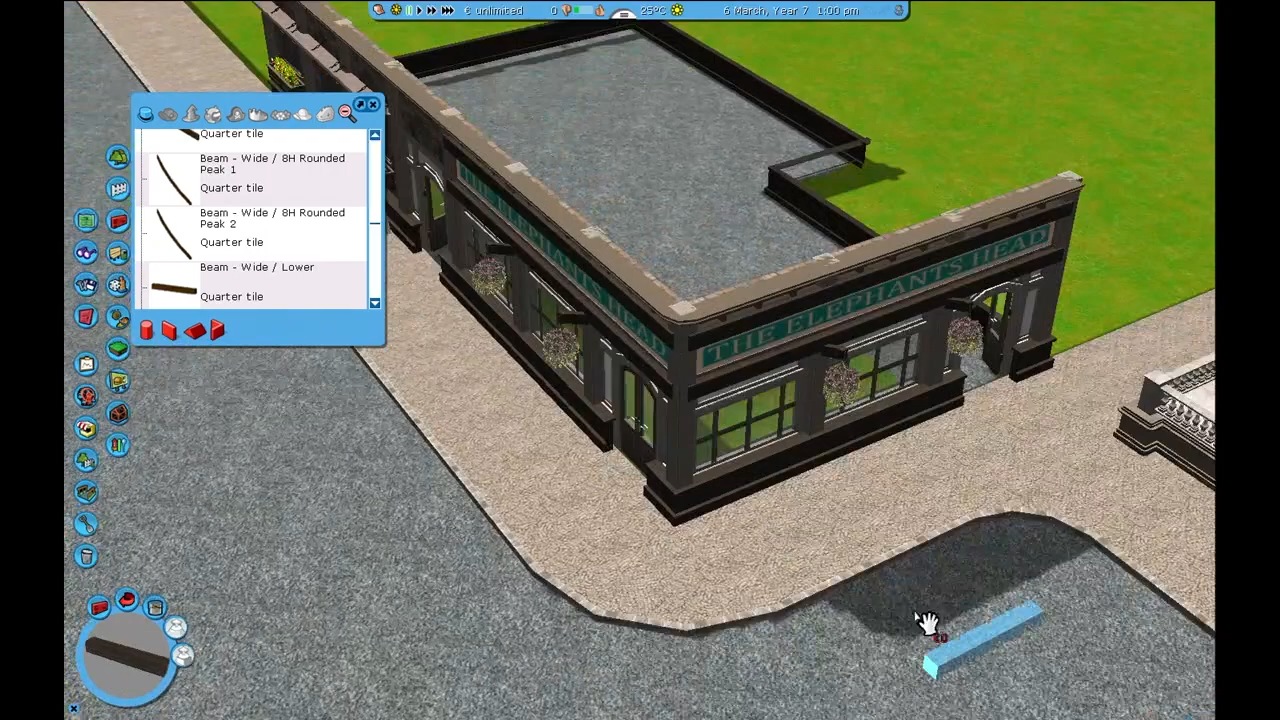 € unlimited
0
25°C
6 March, Year 7 1:00 pm
Quarter tile
Beam - Wide / 8H Rounded
Peak 1
Quarter tile
Beam - Wide / 8H Rounded
Peak 2
Quarter tile
Beam - Wide / Lower
Quarter tile
THE ELEPHANTS HEAD
THE ELEPHANTS HEAD
€0